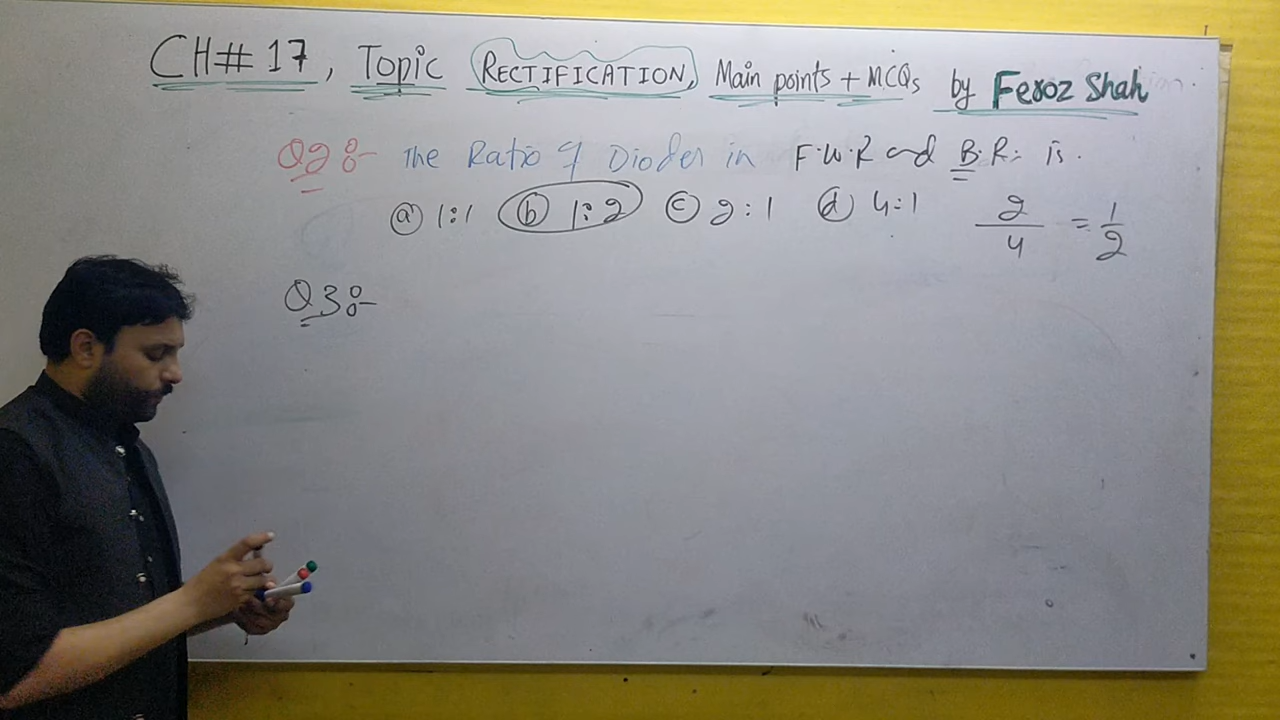 CH# 17, Topic RECTIFICATION, Main points + MCQs by Feroz Shah
Q2:- The Ratio of Diodes in F.W.R and B.R: is.
(a) 1:1 (b) 1:2 (c) 2:1 (d) 4:1 2/4 = 1/2
Q3:-